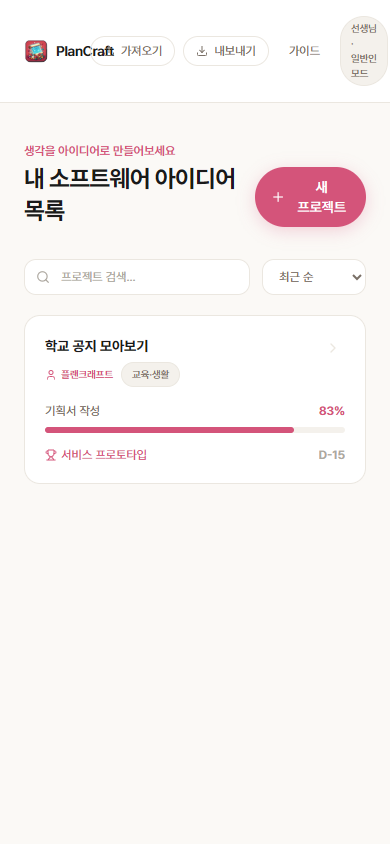 PlanCraft
가져오기
내보내기
가이드
선생님
·
일반인
모드
생각을 아이디어로 만들어보세요
내 소프트웨어 아이디어
목록
새
프로젝트
프로젝트 검색...
최근 순
학교 공지 모아보기
플랜크래프트
교육·생활
기획서 작성
83%
서비스 프로토타입
D-15